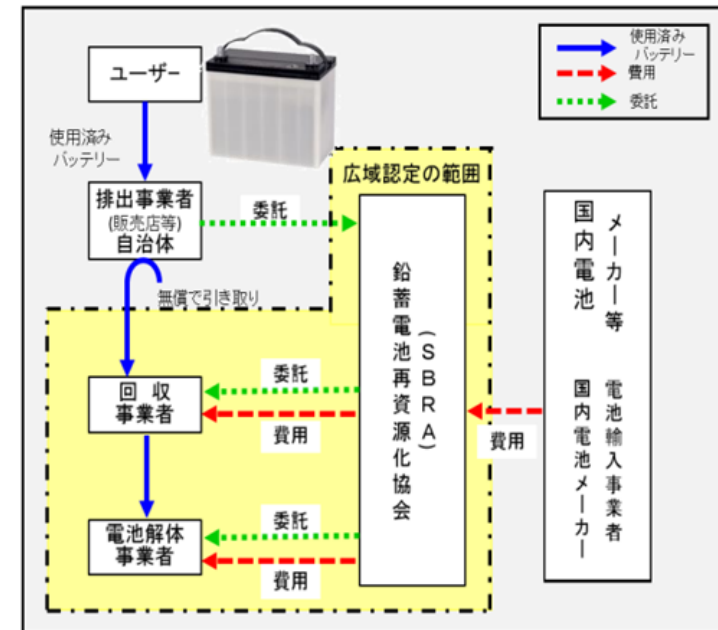 使用済み
バッテリー
費用
委託
ユーザー
使用済み
バッテリー
排出事業者
(販売店等)
自治体
委託
無償で引き取り
広域認定の範囲
鉛蓄電池再資源化協会
(SBRA)
回 収
事業者
委託
費用
電池解体
事業者
委託
費用
費用
メーカー等
国内電池
電池輸入事業者
国内電池メーカー